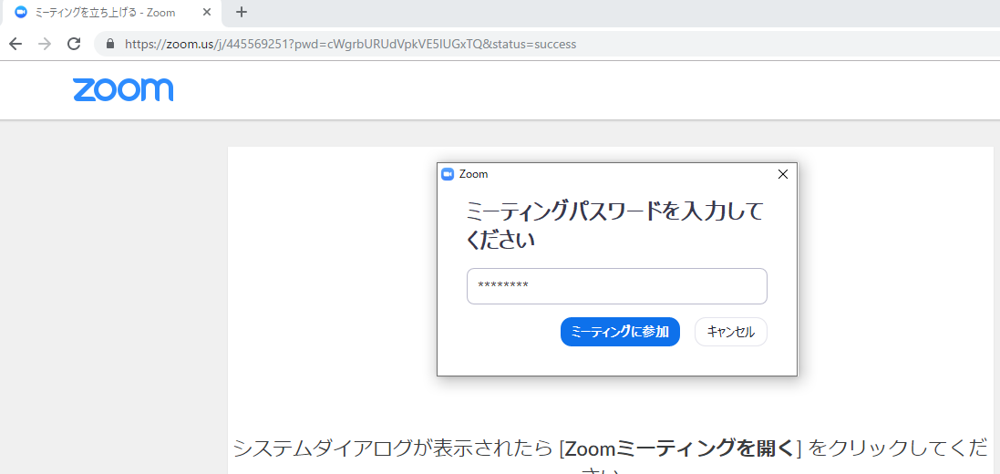 ミーティングを立ち上げる - Zoom
https://zoom.us/j/445569251?pwd=cWgrbURUdVpkVE5IUGxTQ&status=success
zoom
Zoom
ミーティングパスワードを入力して
ください
********
ミーティングに参加
キャンセル
システムダイアログが表示されたら [Zoomミーティングを開く] をクリックしてくだ
さい